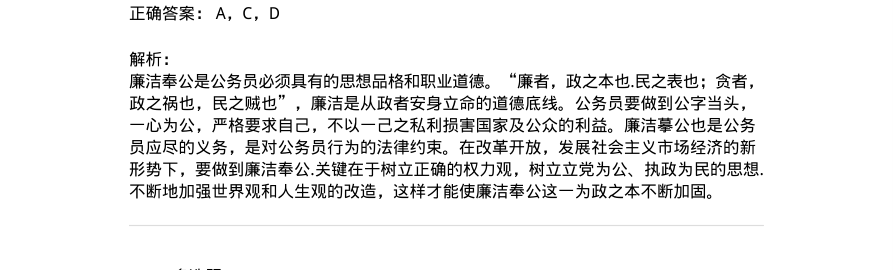 正确答案： A，C，D
解析：
廉洁奉公是公务员必须具有的思想品格和职业道德。“廉者，政之本也.民之表也；贪者，
政之祸也，民之贼也”，廉洁是从政者安身立命的道德底线。公务员要做到公字当头，
一心为公，严格要求自己，不以一己之私利损害国家及公众的利益。廉洁摹公也是公务
员应尽的义务，是对公务员行为的法律约束。在改革开放，发展社会主义市场经济的新
形势下，要做到廉洁奉公.关键在于树立正确的权力观，树立立党为公、执政为民的思想.
不断地加强世界观和人生观的改造，这样才能使廉洁奉公这一为政之本不断加固。